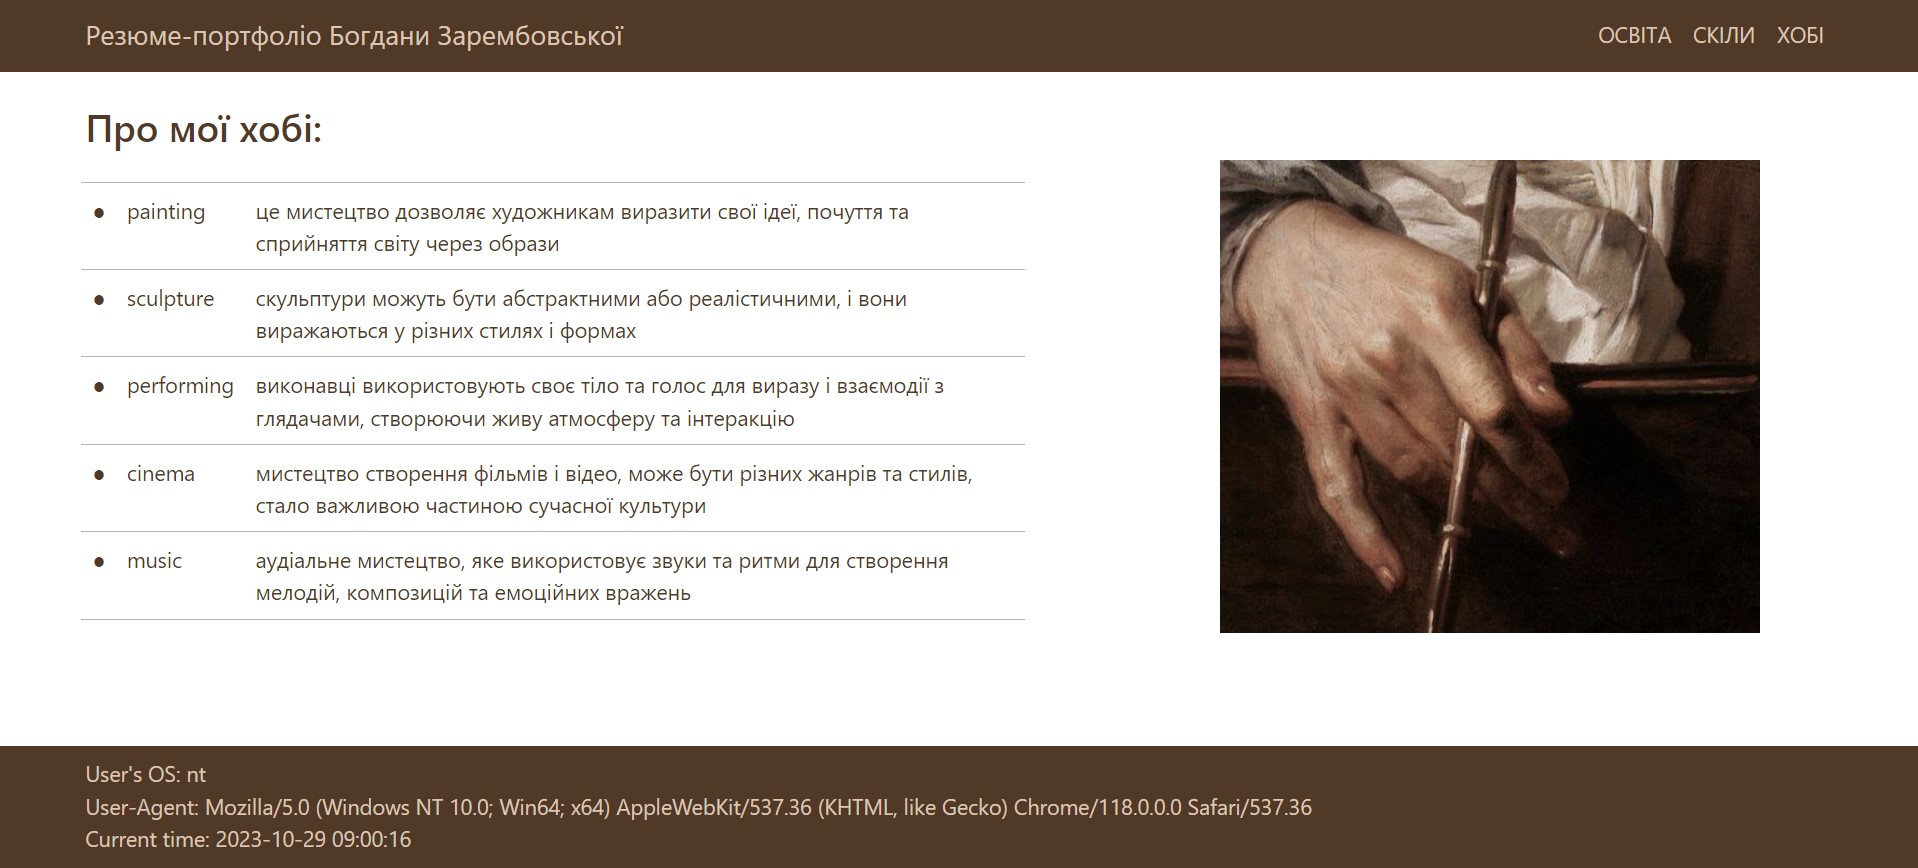 Резюме-портфоліо Богдани Зарембовської
ОСВІТА СКІЛИ ХОБІ
Про мої хобі:
● painting це мистецтво дозволяє художникам виразити свої ідеї, почуття та
сприйняття світу через образи
● sculpture скульптури можуть бути абстрактними або реалістичними, і вони
виражаються у різних стилях і формах
● performing виконавці використовують своє тіло та голос для виразу і взаємодії з
глядачами, створюючи живу атмосферу та інтеракцію
● cinema мистецтво створення фільмів і відео, може бути різних жанрів та стилів,
стало важливою частиною сучасної культури
● music аудіальне мистецтво, яке використовує звуки та ритми для створення
мелодій, композицій та емоційних вражень
User's OS: nt
User-Agent: Mozilla/5.0 (Windows NT 10.0; Win64; x64) AppleWebKit/537.36 (KHTML, like Gecko) Chrome/118.0.0.0 Safari/537.36
Current time: 2023-10-29 09:00:16